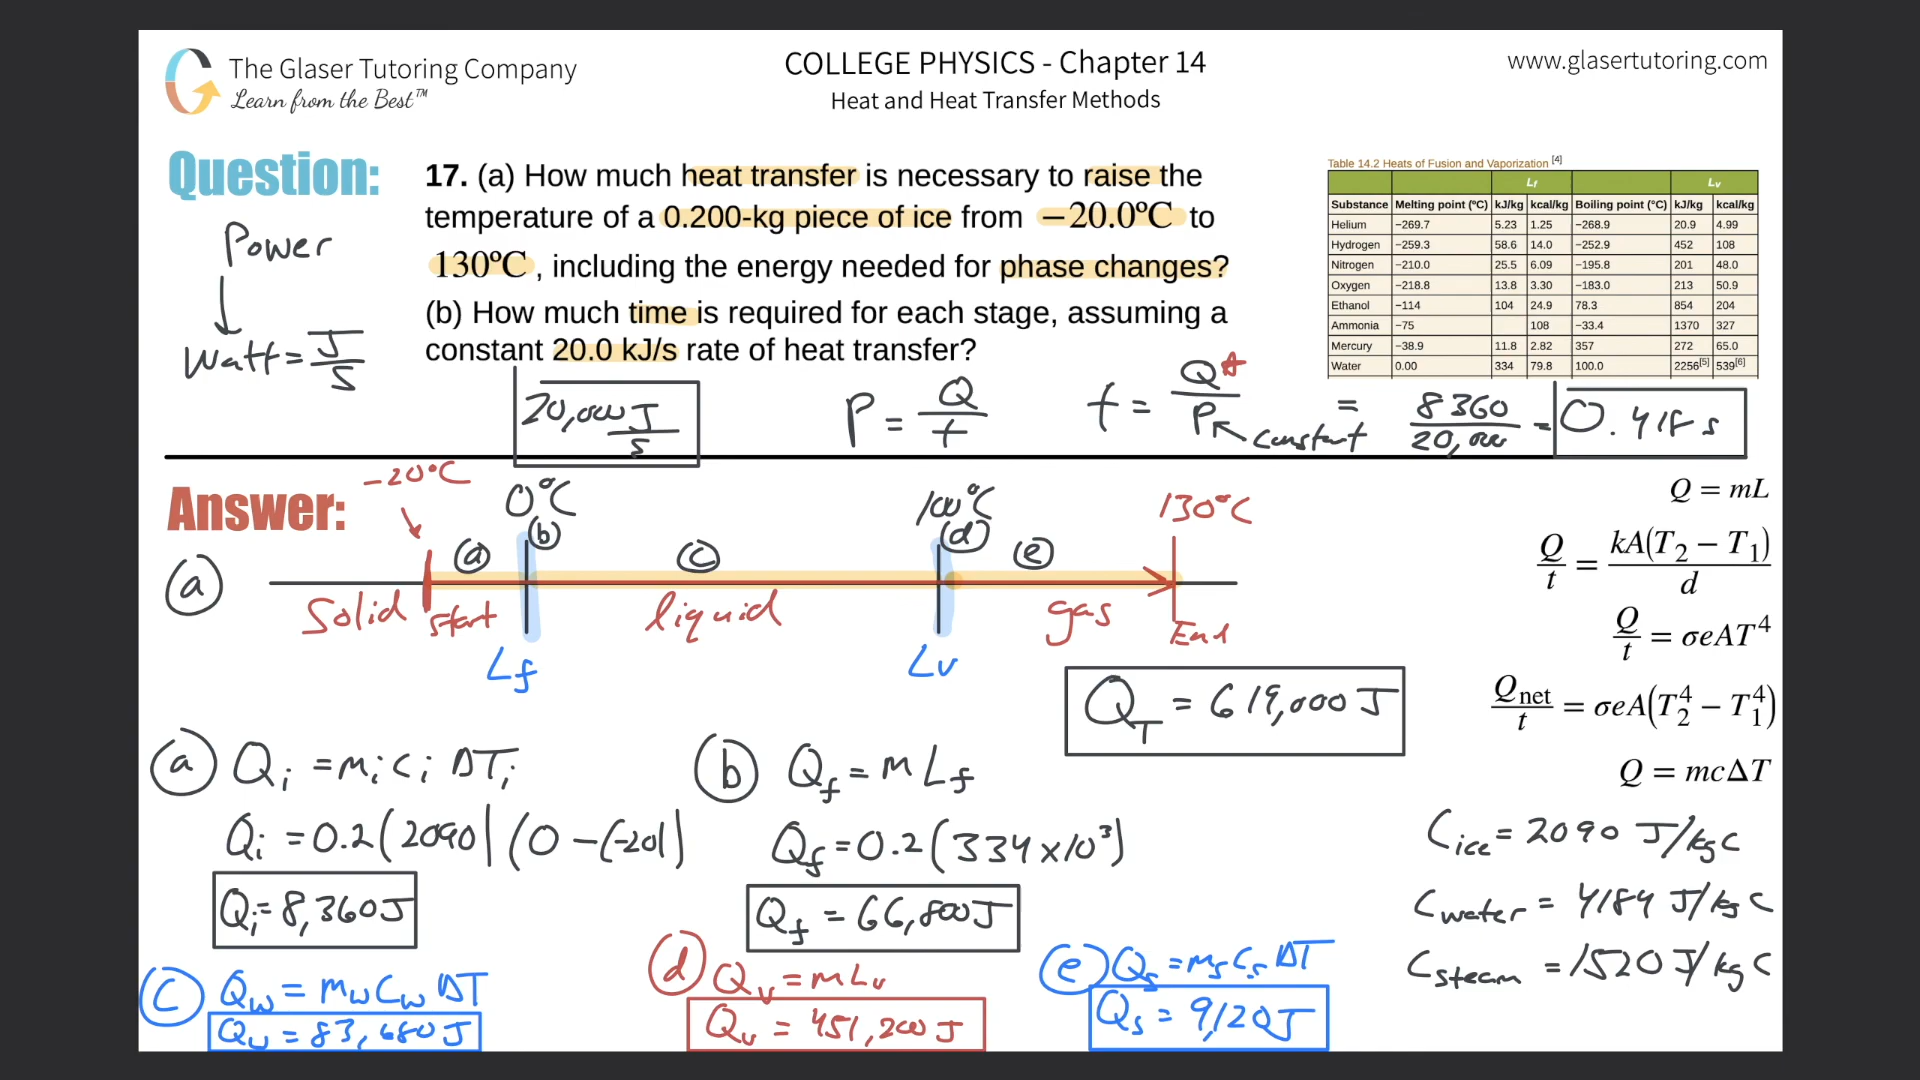 The Glaser Tutoring Company
Learn from the Best™
COLLEGE PHYSICS - Chapter 14
Heat and Heat Transfer Methods
www.glasertutoring.com
Question:
17. (a) How much heat transfer is necessary to raise the
temperature of a 0.200-kg piece of ice from −20.0ºC to
130ºC, including the energy needed for phase changes?
(b) How much time is required for each stage, assuming a
constant 20.0 kJ/s rate of heat transfer?
Power
Watt = J/s
Table 14.2 Heats of Fusion and Vaporization [4]
Lf Lv
Substance Melting point (ºC) kJ/kg kcal/kg Boiling point (°C) kJ/kg kcal/kg
Helium −269.7 5.23 1.25 −268.9 20.9 4.99
Hydrogen −259.3 58.6 14.0 −252.9 452 108
Nitrogen −210.0 25.5 6.09 −195.8 201 48.0
Oxygen −218.8 13.8 3.30 −183.0 213 50.9
Ethanol −114 104 24.9 78.3 854 204
Ammonia −75 108 −33.4 1370 327
Mercury −38.9 11.8 2.82 357 272 65.0
Water 0.00 334 79.8 100.0 2256[5] 539[6]
20,000 J/s
P = Q/t
t = Q/P constant = 8360/20,000 = 0.418 s
Answer:
-20°C 0°C 100°C 130°C
(a) (b) (c) (d) (e)
(a)
Solid Start liquid gas End
Lf Lv
QT = 619,000 J
Q = mL
Q/t = kA(T2 − T1)/d
Q/t = σeAT⁴
Qnet/t = σeA(T2⁴ − T1⁴)
Q = mcΔT
(a) Qi = mi ci ΔTi
Qi = 0.2(2090)(0 -(-20))
Qi = 8,360 J
(b) Qf = m Lf
Qf = 0.2(334 x10³)
Qf = 66,800 J
Cice = 2090 J/kg C
Cwater = 4184 J/kg C
Csteam = 1520 J/kg C
(c) Qw = mw Cw ΔT
Qw = 83,680 J
(d) Qv = mLv
Qv = 451,200 J
(e) Qs = ms Cs ΔT
Qs = 9,120 J